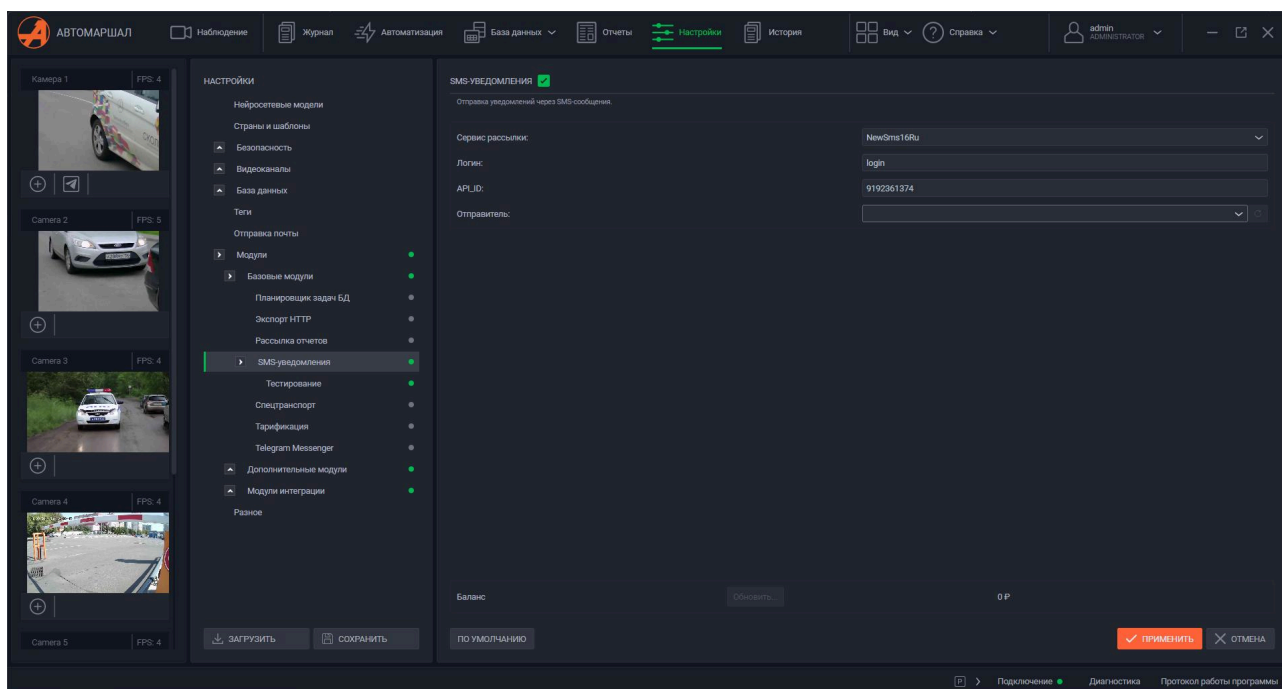 АВТОМАРШАЛ
Наблюдение
Журнал
Автоматизация
База данных
Отчеты
Настройки
История
Вид
? Справка
admin
ADMINISTRATOR
Камера 1 FPS: 4
Camera 2 FPS: 5
Camera 3 FPS: 4
Camera 4 FPS: 4
Camera 5 FPS: 4
НАСТРОЙКИ
Нейросетевые модели
Страны и шаблоны
Безопасность
Видеоканалы
База данных
Теги
Отправка почты
Модули
Базовые модули
Планировщик задач БД
Экспорт HTTP
Рассылка отчетов
SMS-уведомления
Тестирование
Спецтранспорт
Тарификация
Telegram Messenger
Дополнительные модули
Модули интеграции
Разное
ЗАГРУЗИТЬ
СОХРАНИТЬ
SMS-УВЕДОМЛЕНИЯ
Отправка уведомлений через SMS-сообщения.
Сервис рассылки: NewSms16Ru
Логин: login
API_ID: 9192361374
Отправитель:
Баланс Обновить... 0 ₽
ПО УМОЛЧАНИЮ
ПРИМЕНИТЬ
ОТМЕНА
P Подключение Диагностика Протокол работы программы